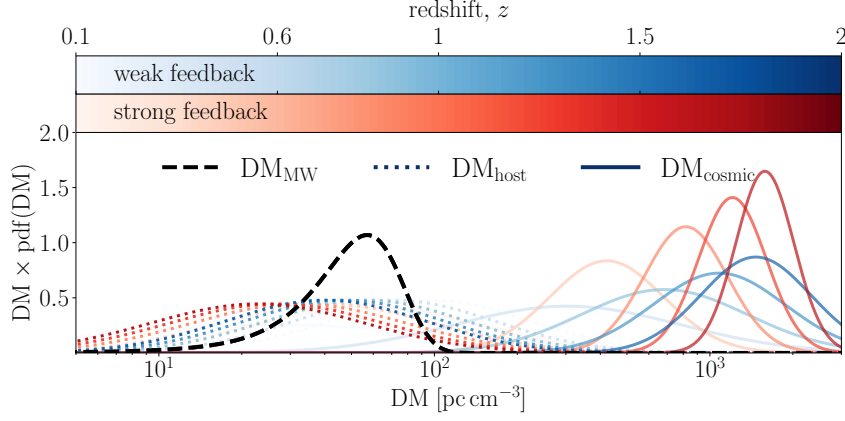 redshift, z
0.1 0.6 1 1.5 2
weak feedback
strong feedback
2.0
DM_MW DM_host DM_cosmic
1.5
1.0
0.5
DM × pdf(DM)
10^1 10^2 10^3
DM [pc cm^−3]